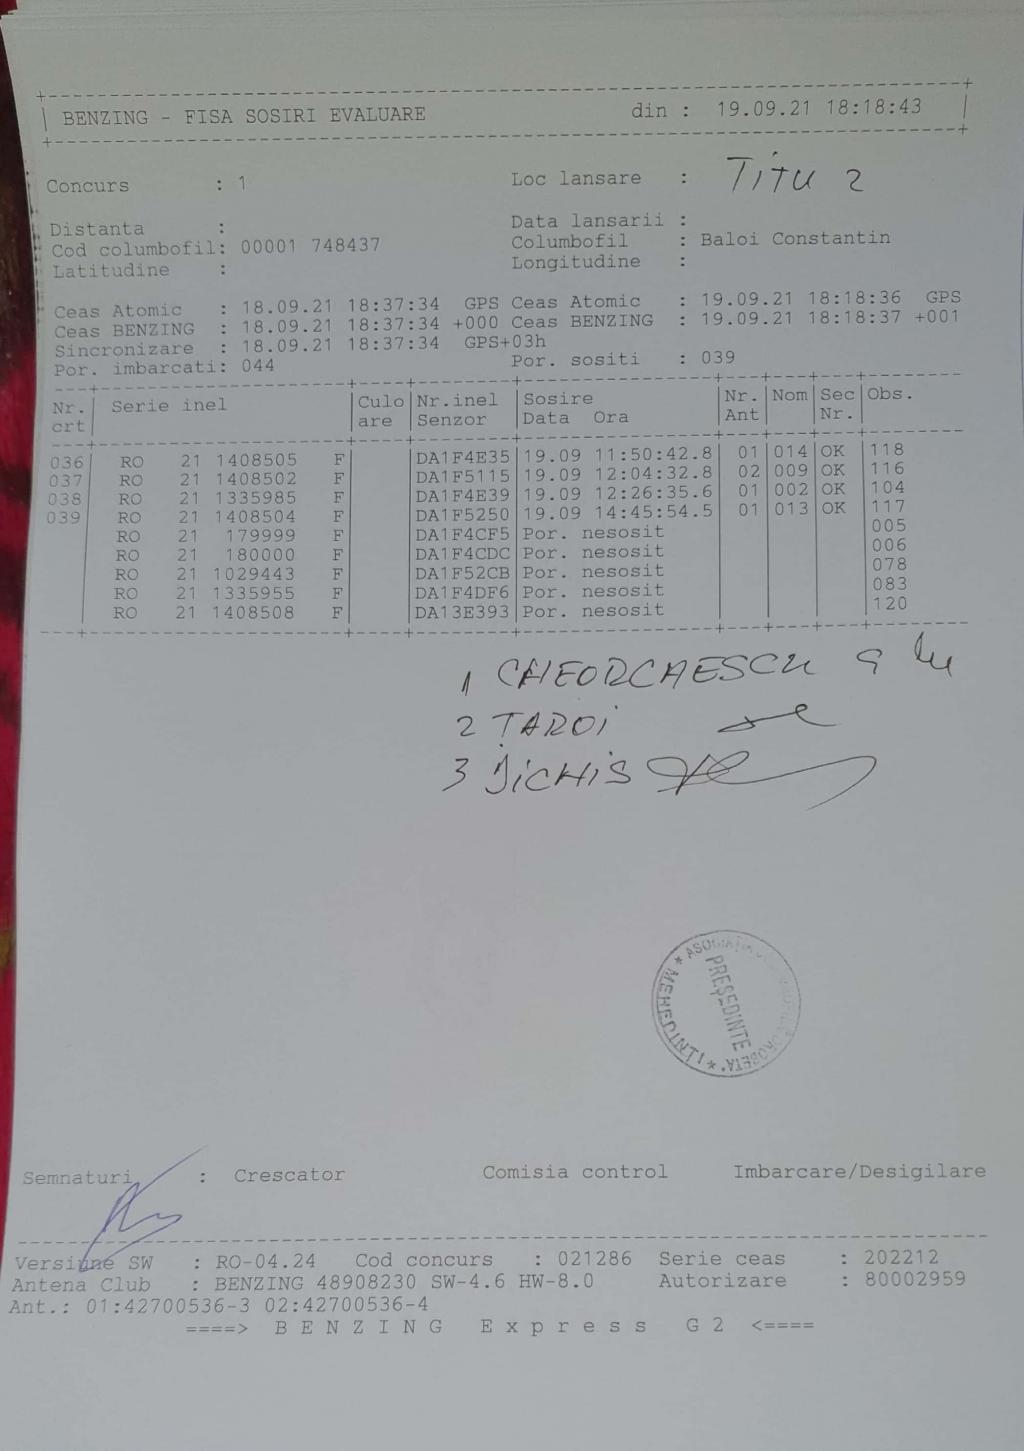 BENZING - FISA SOSIRI EVALUARE din : 19.09.21 18:18:43
Concurs : 1 Loc lansare : TiTU 2
Distanta : Data lansarii :
Cod columbofil: 00001 748437 Columbofil : Baloi Constantin
Latitudine : Longitudine :
Ceas Atomic : 18.09.21 18:37:34 GPS Ceas Atomic : 19.09.21 18:18:36 GPS
Ceas BENZING : 18.09.21 18:37:34 +000 Ceas BENZING : 19.09.21 18:18:37 +001
Sincronizare : 18.09.21 18:37:34 GPS+03h
Por. imbarcati: 044 Por. sositi : 039
Nr. Serie inel Culo Nr.inel Sosire Nr. Nom Sec Obs.
crt are Senzor Data Ora Ant Nr.
036 RO 21 1408505 F DA1F4E35 19.09 11:50:42.8 01 014 OK 118
037 RO 21 1408502 F DA1F5115 19.09 12:04:32.8 02 009 OK 116
038 RO 21 1335985 F DA1F4E39 19.09 12:26:35.6 01 002 OK 104
039 RO 21 1408504 F DA1F5250 19.09 14:45:54.5 01 013 OK 117
RO 21 179999 F DA1F4CF5 Por. nesosit 005
RO 21 180000 F DA1F4CDC Por. nesosit 006
RO 21 1029443 F DA1F52CB Por. nesosit 078
RO 21 1335955 F DA1F4DF6 Por. nesosit 083
RO 21 1408508 F DA13E393 Por. nesosit 120
1
2 TAROi
3 JiCHiS
* ASOCIAȚIA DROBETA * MEHEDINȚI *
PREȘEDINTE
Semnaturi : Crescator Comisia control Imbarcare/Desigilare
Versiune SW : RO-04.24 Cod concurs : 021286 Serie ceas : 202212
Antena Club : BENZING 48908230 SW-4.6 HW-8.0 Autorizare : 80002959
Ant.: 01:42700536-3 02:42700536-4
====> B E N Z I N G E x p r e s s G 2 <====